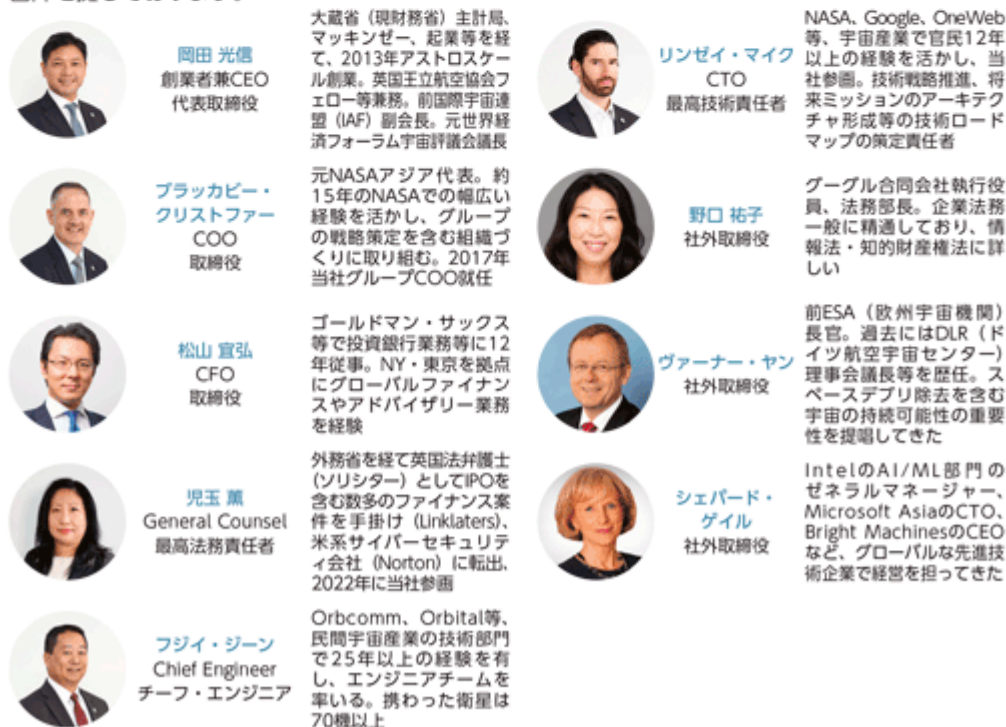 岡田 光信
創業者兼CEO
代表取締役
大蔵省（現財務省）主計局、
マッキンゼー、起業等を経
て、2013年アストロスケー
ル創業。英国王立航空協会フ
ェロー等兼務。前国際宇宙連
盟（IAF）副会長。元世界経
済フォーラム宇宙評議会議長
ブラッカビー・
クリストファー
COO
取締役
元NASAアジア代表。約
15年のNASAでの幅広い
経験を活かし、グループ
の戦略策定を含む組織づ
くりに取り組む。2017年
当社グループCOO就任
松山 宜弘
CFO
取締役
ゴールドマン・サックス
等で投資銀行業務等に12
年従事。NY・東京を拠点
にグローバルファイナン
スやアドバイザリー業務
を経験
児玉 薫
General Counsel
最高法務責任者
外務省を経て英国法弁護士
（ソリシター）としてIPOを
含む数多のファイナンス案
件を手掛け（Linklaters）、
米系サイバーセキュリテ
ィ会社（Norton）に転出、
2022年に当社参画
フジイ・ジーン
Chief Engineer
チーフ・エンジニア
Orbcomm、Orbital等、
民間宇宙産業の技術部門
で25年以上の経験を有
し、エンジニアチームを
率いる。携わった衛星は
70機以上
リンゼイ・マイク
CTO
最高技術責任者
NASA、Google、OneWeb
等、宇宙産業で官民12年
以上の経験を活かし、当
社参画。技術戦略推進、将
来ミッションのアーキテク
チャ形成等の技術ロード
マップの策定責任者
野口 祐子
社外取締役
グーグル合同会社執行役
員、法務部長。企業法務
一般に精通しており、情
報法・知的財産権法に詳
しい
ヴァーナー・ヤン
社外取締役
前ESA（欧州宇宙機関）
長官。過去にはDLR（ド
イツ航空宇宙センター）
理事会議長等を歴任。ス
ペースデブリ除去を含む
宇宙の持続可能性の重要
性を提唱してきた
シェパード・
ゲイル
社外取締役
IntelのAI/ML部門の
ゼネラルマネージャー、
Microsoft AsiaのCTO、
Bright MachinesのCEO
など、グローバルな先進技
術企業で経営を担ってきた